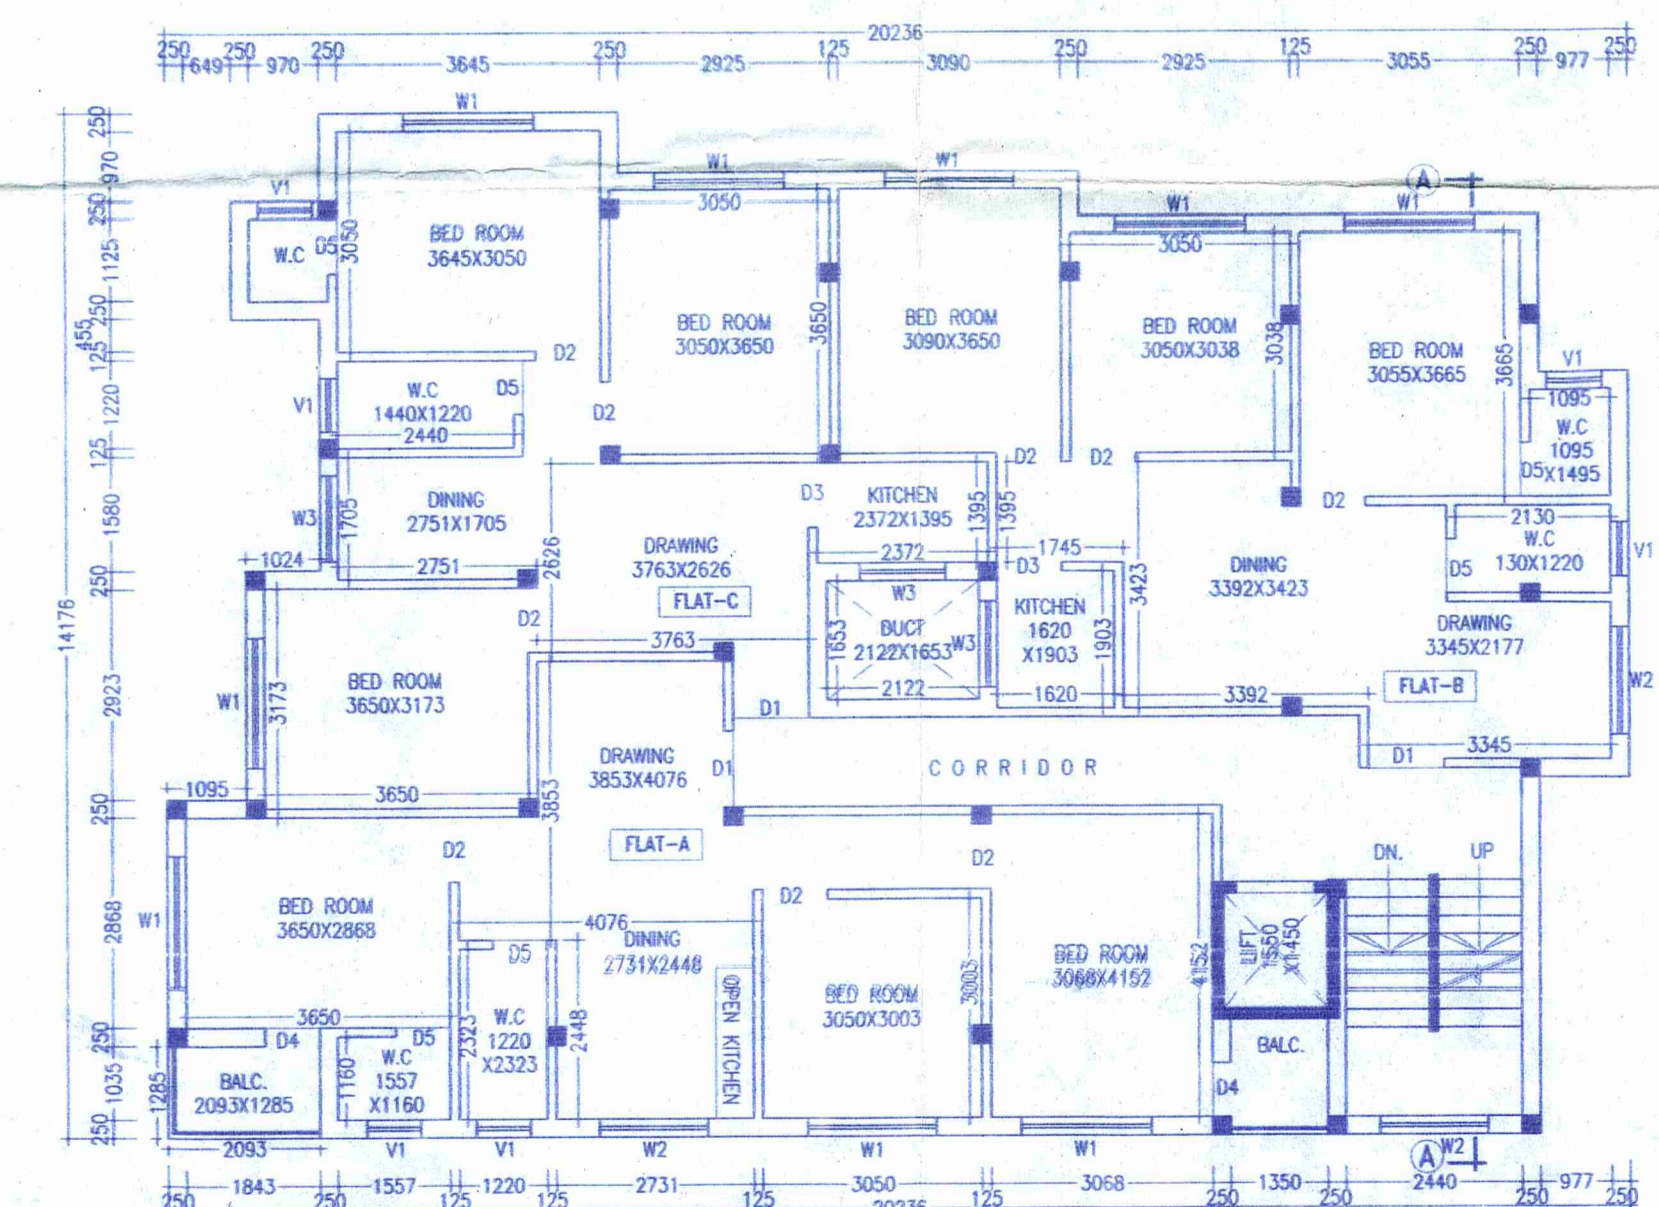 20236
250 250 250 250 125 250 125 250 250
649 970 3645 2925 3090 2925 3055 977
W1
W1 W1
A
W1 W1
V1
250
970
250
1125
250
455
125
1220
125
1580
250
2923
250
2868
250
1035
250
14176
W.C
D5
3050
BED ROOM
3645X3050
3050
BED ROOM
3050X3650
3650
BED ROOM
3090X3650
3050
BED ROOM
3050X3038
3038
BED ROOM
3055X3665
3665
V1
1095
W.C
1095
X1495
D5
D2
D2
V1
W.C
1440X1220
2440
D5
W3
DINING
2751X1705
1705
2751
1024
2626
DRAWING
3763X2626
FLAT-C
3763
D3
KITCHEN
2372X1395
1395
2372
D2 D2
1395
1745
D3
W3
DUCT
2122X1653
1653
2122
W3
KITCHEN
1620
X1903
1903
1620
3423
DINING
3392X3423
3392
D2
2130
W.C
130X1220
D5
V1
DRAWING
3345X2177
FLAT-B
W2
3345
D1
D2
BED ROOM
3650X3173
3173
W1
3650
1095
D1
D1
CORRIDOR
DRAWING
3853X4076
3853
FLAT-A
D2
BED ROOM
3650X2868
W1
3650
4076
DINING
2731X2448
2448
OPEN KITCHEN
D5
W.C
1220
X2323
2323
D4
BALC.
2093X1285
1285
2093
D5
W.C
1557
X1160
1160
D2
D2
BED ROOM
3050X3003
3003
BED ROOM
3068X4152
4152
LIFT
1550
X1450
DN. UP
BALC.
D4
V1 V1 W2 W1 W1
A W2
1843 1557 1220 2731 3050 3068 1350 2440 977
250 250 125 125 125 125 250 250 250 250
20236